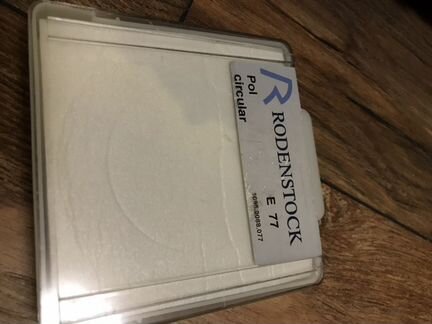 RODENSTOCK
Pol
circular
E 77